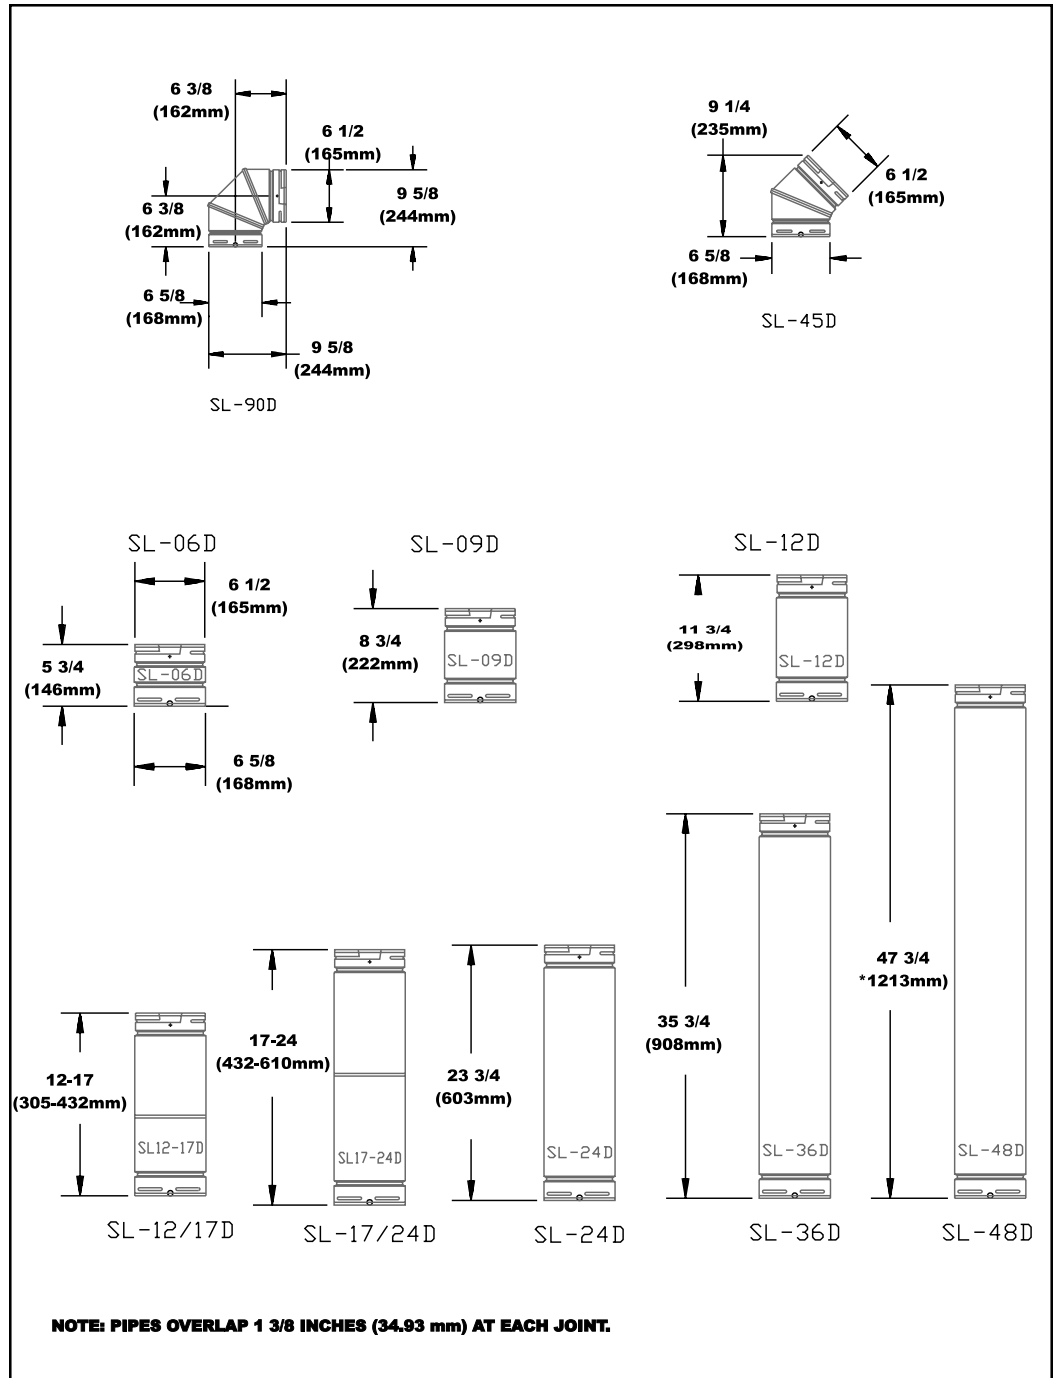 6 3/8
(162mm)
6 1/2
(165mm)
6 3/8
(162mm)
9 5/8
(244mm)
6 5/8
(168mm)
9 5/8
(244mm)
SL-90D
9 1/4
(235mm)
6 1/2
(165mm)
6 5/8
(168mm)
SL-45D
SL-06D
6 1/2
(165mm)
5 3/4
(146mm)
SL-06D
6 5/8
(168mm)
SL-09D
8 3/4
(222mm)
SL-09D
SL-12D
11 3/4
(298mm)
SL-12D
12-17
(305-432mm)
SL12-17D
SL-12/17D
17-24
(432-610mm)
SL17-24D
SL-17/24D
23 3/4
(603mm)
SL-24D
SL-24D
35 3/4
(908mm)
SL-36D
SL-36D
47 3/4
*1213mm)
SL-48D
SL-48D
NOTE: PIPES OVERLAP 1 3/8 INCHES (34.93 mm) AT EACH JOINT.